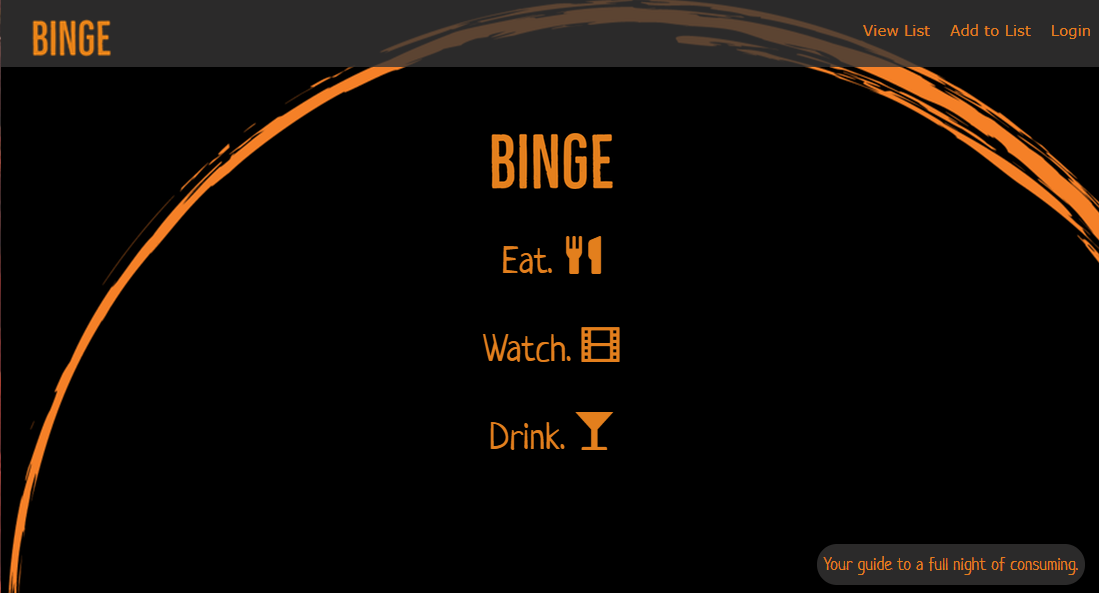 BINGE
View List Add to List Login
BINGE
Eat.
Watch.
Drink.
Your guide to a full night of consuming.